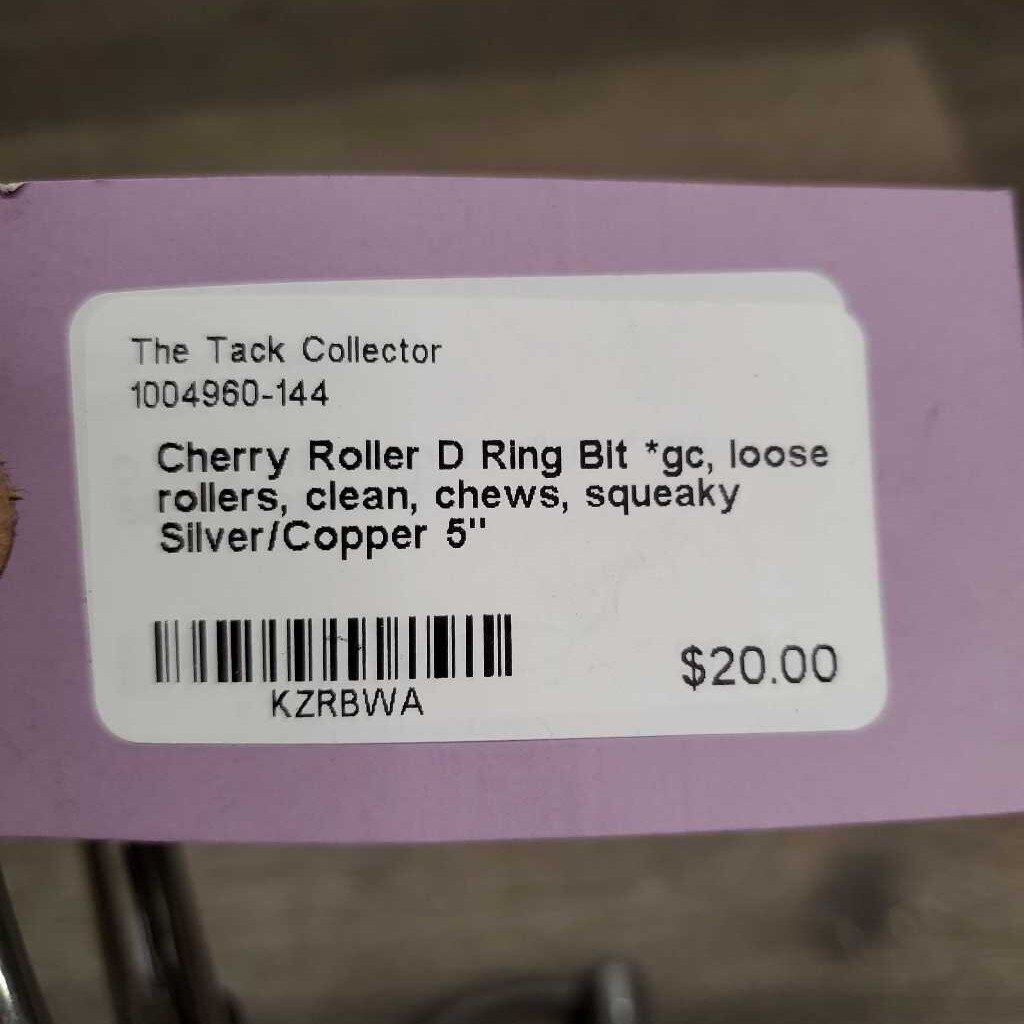 The Tack Collector
1004960-144
Cherry Roller D Ring Bit *gc, loose
rollers, clean, chews, squeaky
Silver/Copper 5"
KZRBWA
$20.00